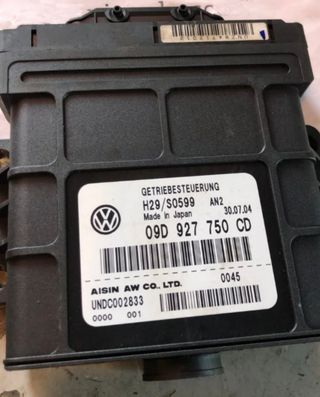 GETRIEBESTEUERUNG
H29/S0599 AN2
Made in Japan 30.07.04
09D 927 750 CD
AISIN AW CO., LTD. 0045
UNDC002833
0000 001